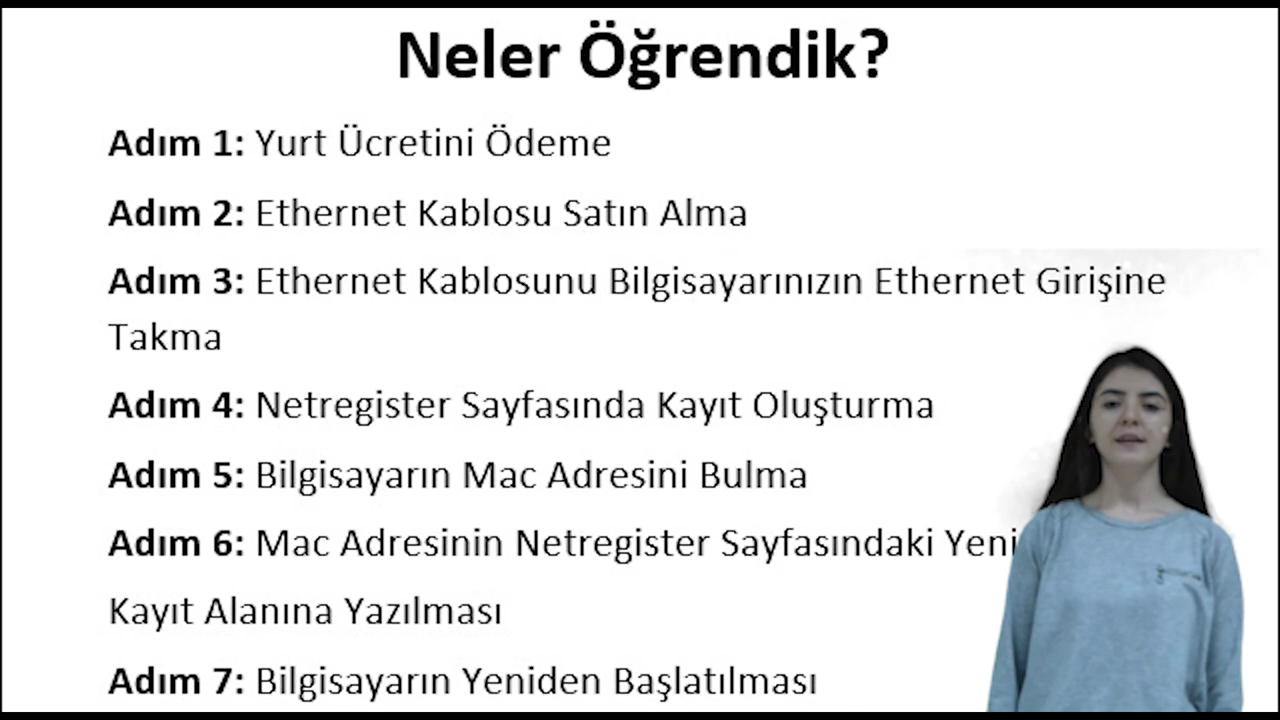 Neler Öğrendik?
Adım 1: Yurt Ücretini Ödeme
Adım 2: Ethernet Kablosu Satın Alma
Adım 3: Ethernet Kablosunu Bilgisayarınızın Ethernet Girişine
Takma
Adım 4: Netregister Sayfasında Kayıt Oluşturma
Adım 5: Bilgisayarın Mac Adresini Bulma
Adım 6: Mac Adresinin Netregister Sayfasındaki Yeni
Kayıt Alanına Yazılması
Adım 7: Bilgisayarın Yeniden Başlatılması